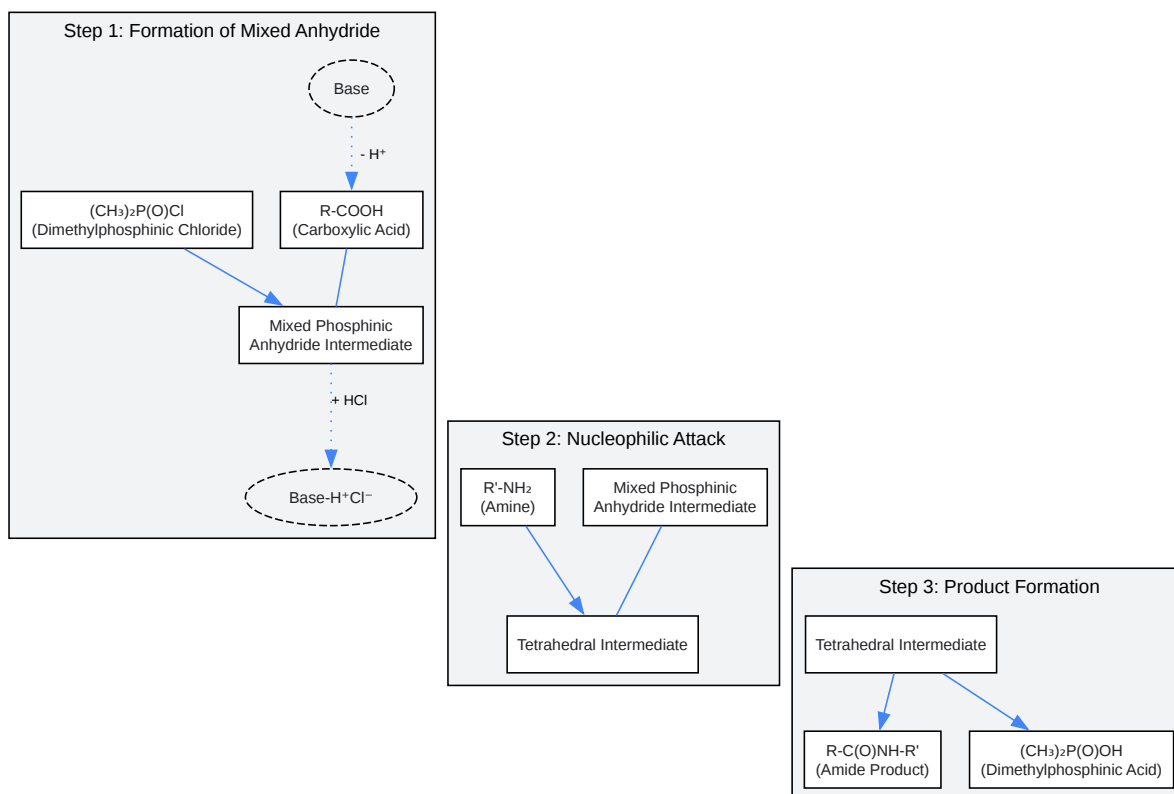 Step 1: Formation of Mixed Anhydride
Base
- H⁺
(CH₃)₂P(O)Cl
(Dimethylphosphinic Chloride)
R-COOH
(Carboxylic Acid)
Mixed Phosphinic
Anhydride Intermediate
+ HCl
Base-H⁺Cl⁻
Step 2: Nucleophilic Attack
R'-NH₂
(Amine)
Mixed Phosphinic
Anhydride Intermediate
Tetrahedral Intermediate
Step 3: Product Formation
Tetrahedral Intermediate
R-C(O)NH-R'
(Amide Product)
(CH₃)₂P(O)OH
(Dimethylphosphinic Acid)